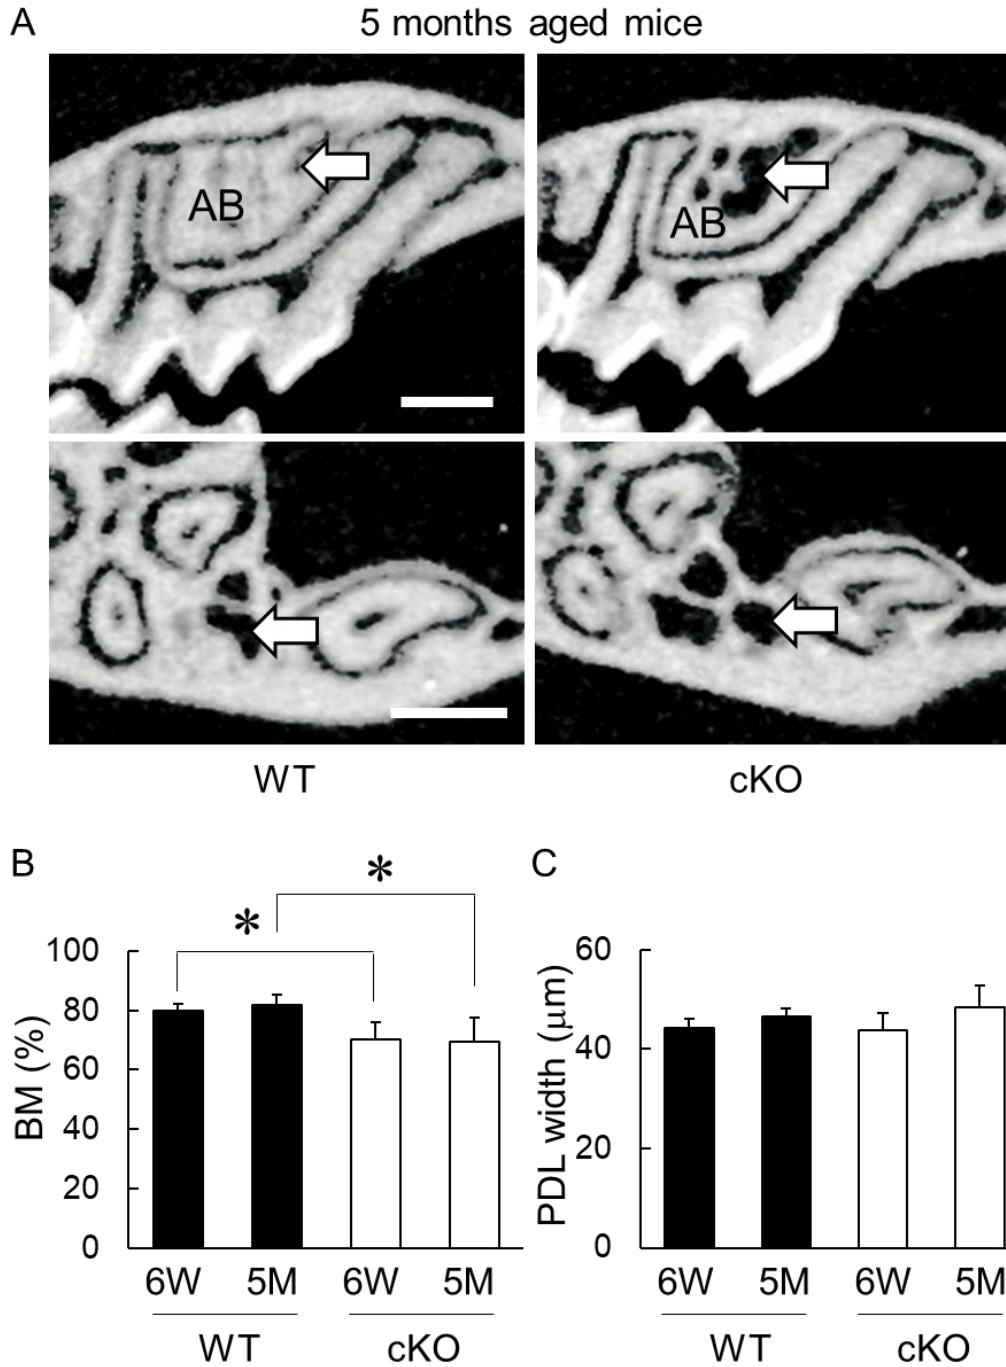 A
5 months aged mice
AB
AB
WT
cKO
B
C
*
*
BM (%)
100
80
60
40
20
0
6W
5M
6W
5M
WT
cKO
PDL width (μm)
60
40
20
0
6W
5M
6W
5M
WT
cKO